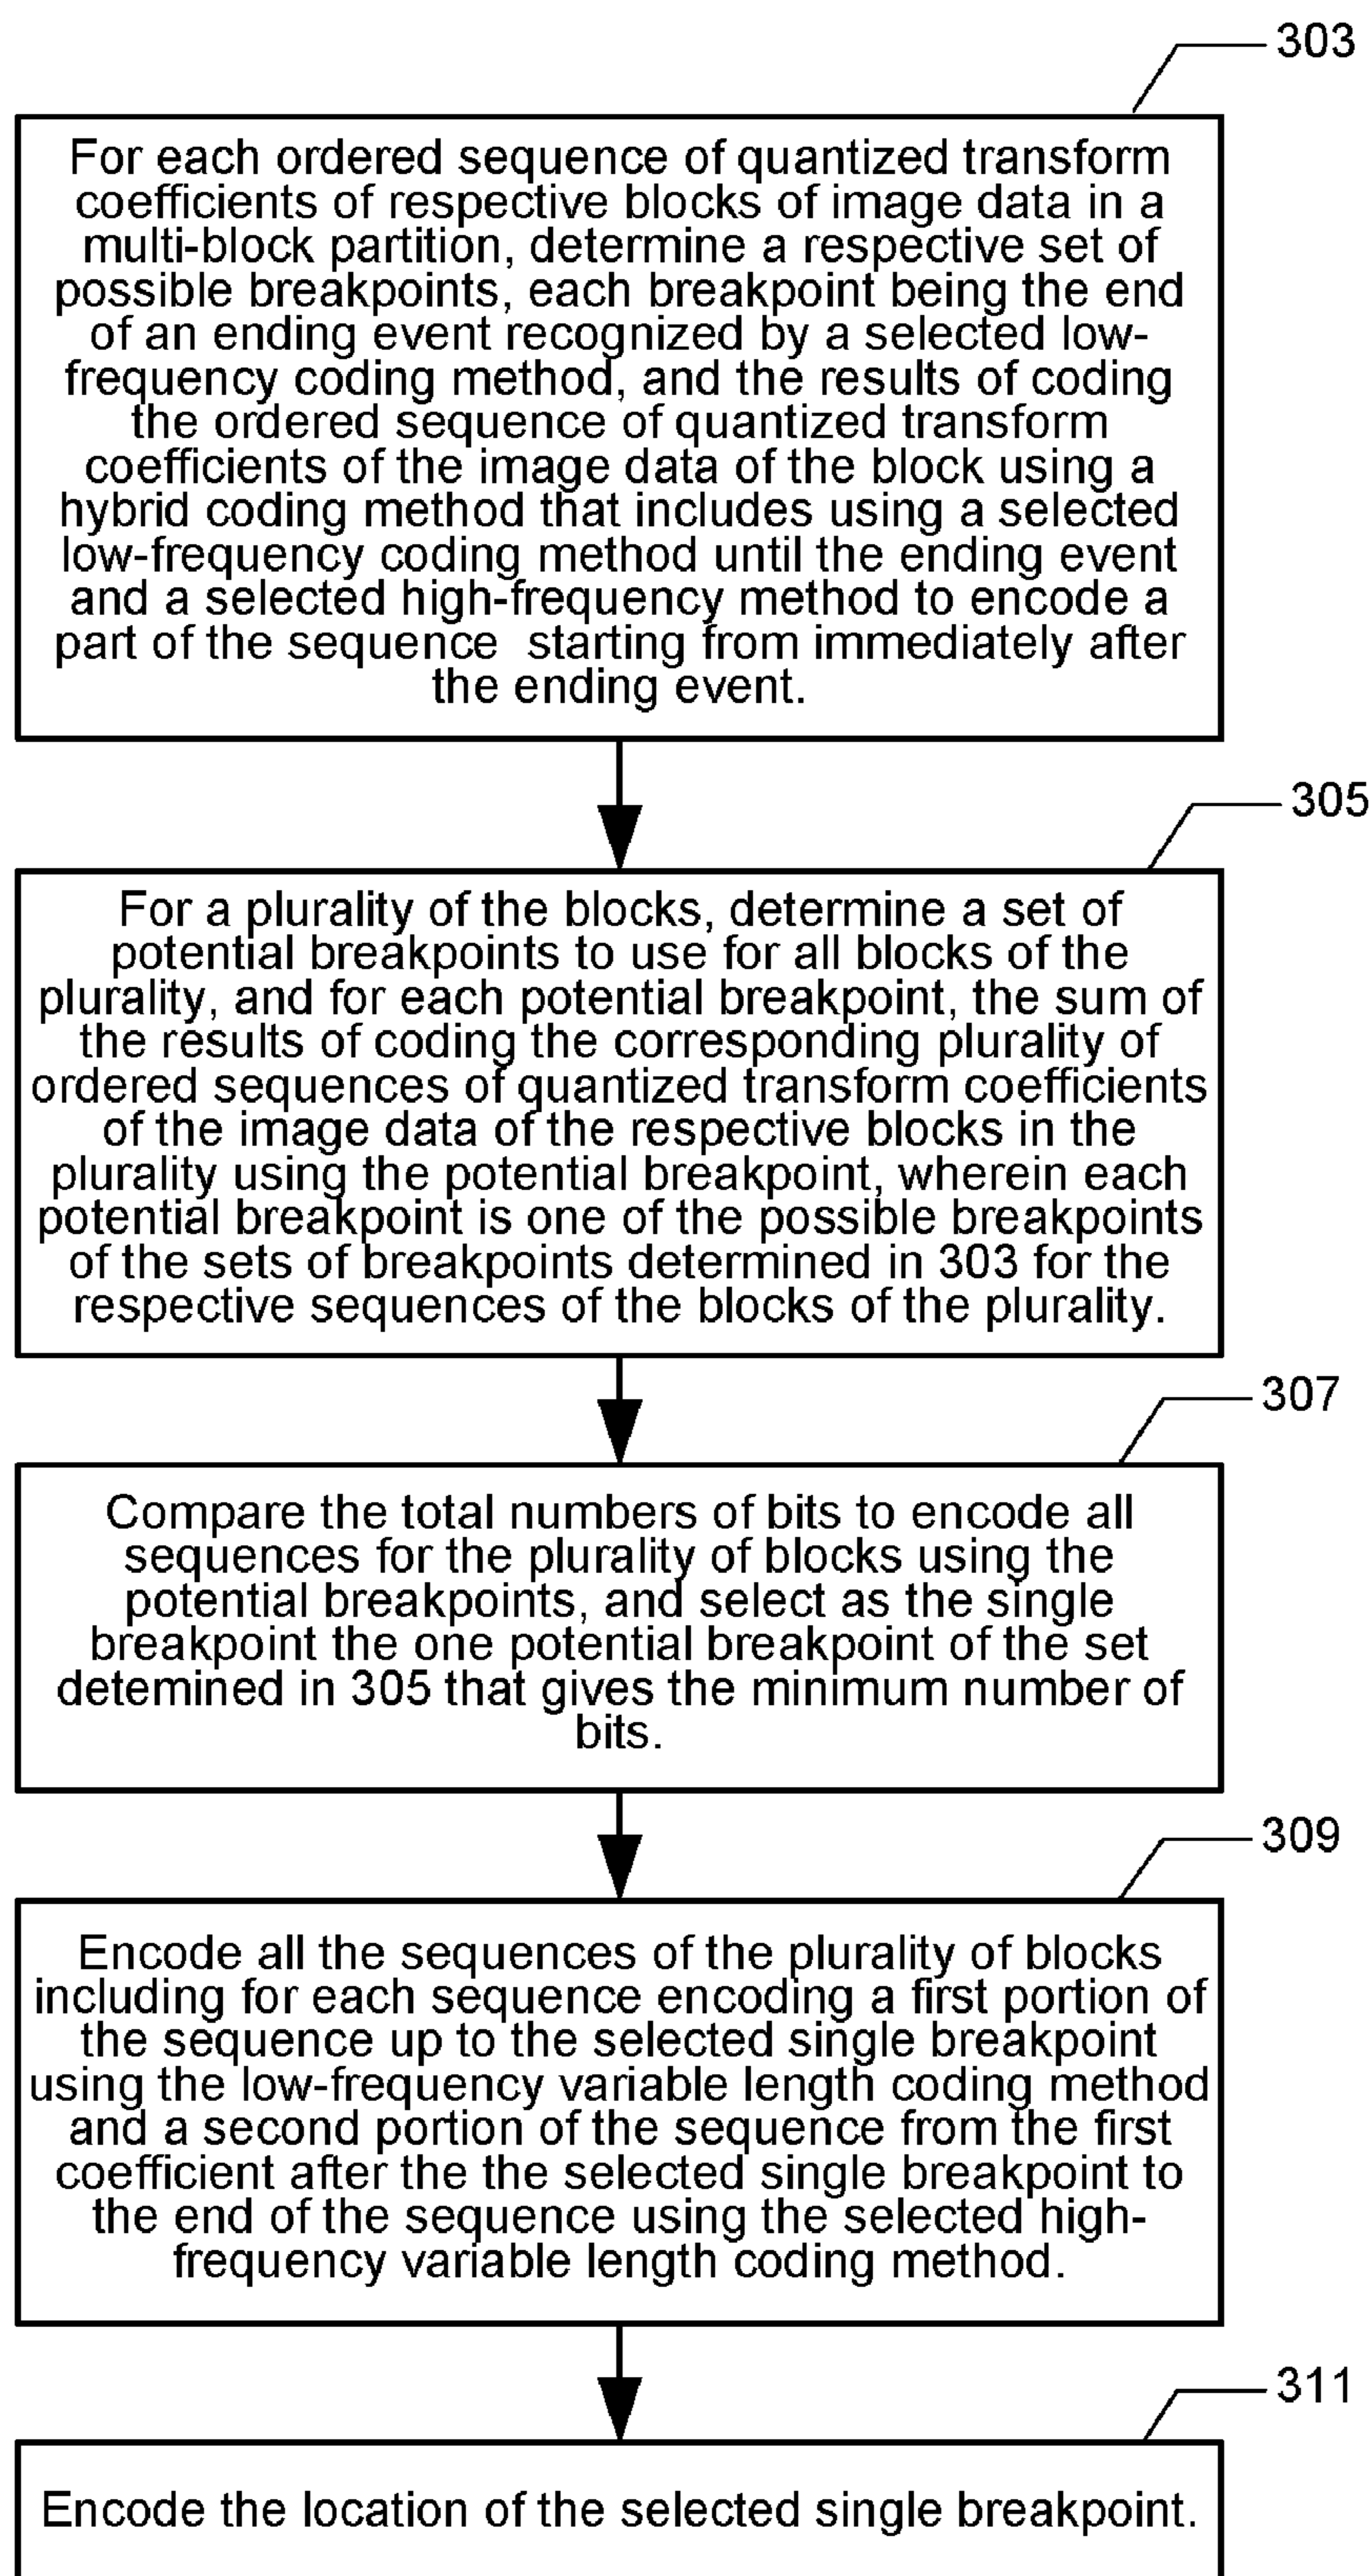 303
For each ordered sequence of quantized transform
coefficients of respective blocks of image data in a
multi-block partition, determine a respective set of
possible breakpoints, each breakpoint being the end
of an ending event recognized by a selected low-
frequency coding method, and the results of coding
the ordered sequence of quantized transform
coefficients of the image data of the block using a
hybrid coding method that includes using a selected
low-frequency coding method until the ending event
and a selected high-frequency method to encode a
part of the sequence starting from immediately after
the ending event.
305
For a plurality of the blocks, determine a set of
potential breakpoints to use for all blocks of the
plurality, and for each potential breakpoint, the sum of
the results of coding the corresponding plurality of
ordered sequences of quantized transform coefficients
of the image data of the respective blocks in the
plurality using the potential breakpoint, wherein each
potential breakpoint is one of the possible breakpoints
of the sets of breakpoints determined in 303 for the
respective sequences of the blocks of the plurality.
307
Compare the total numbers of bits to encode all
sequences for the plurality of blocks using the
potential breakpoints, and select as the single
breakpoint the one potential breakpoint of the set
detemined in 305 that gives the minimum number of
bits.
309
Encode all the sequences of the plurality of blocks
including for each sequence encoding a first portion of
the sequence up to the selected single breakpoint
using the low-frequency variable length coding method
and a second portion of the sequence from the first
coefficient after the the selected single breakpoint to
the end of the sequence using the selected high-
frequency variable length coding method.
311
Encode the location of the selected single breakpoint.